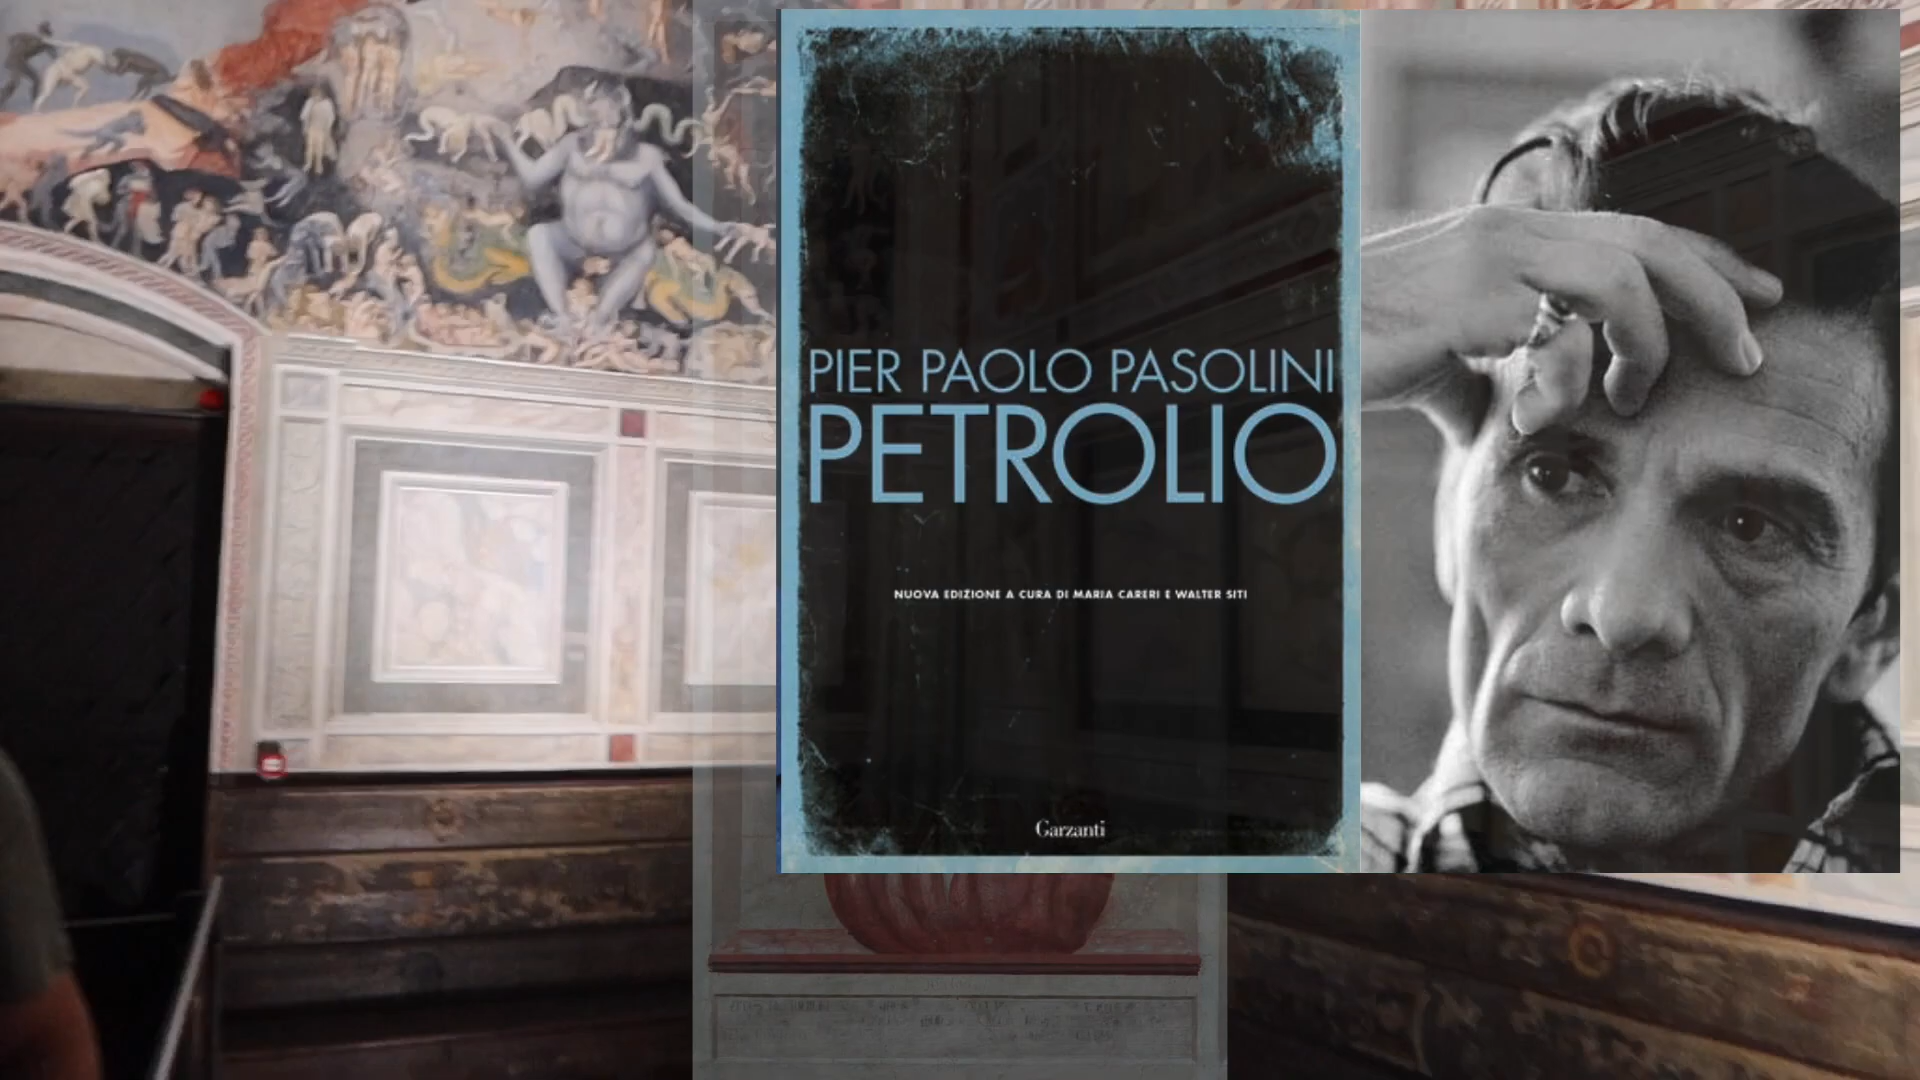 PIER PAOLO PASOLINI
PETROLIO
NUOVA EDIZIONE A CURA DI MARIA CARERI E WALTER SITI
Garzanti